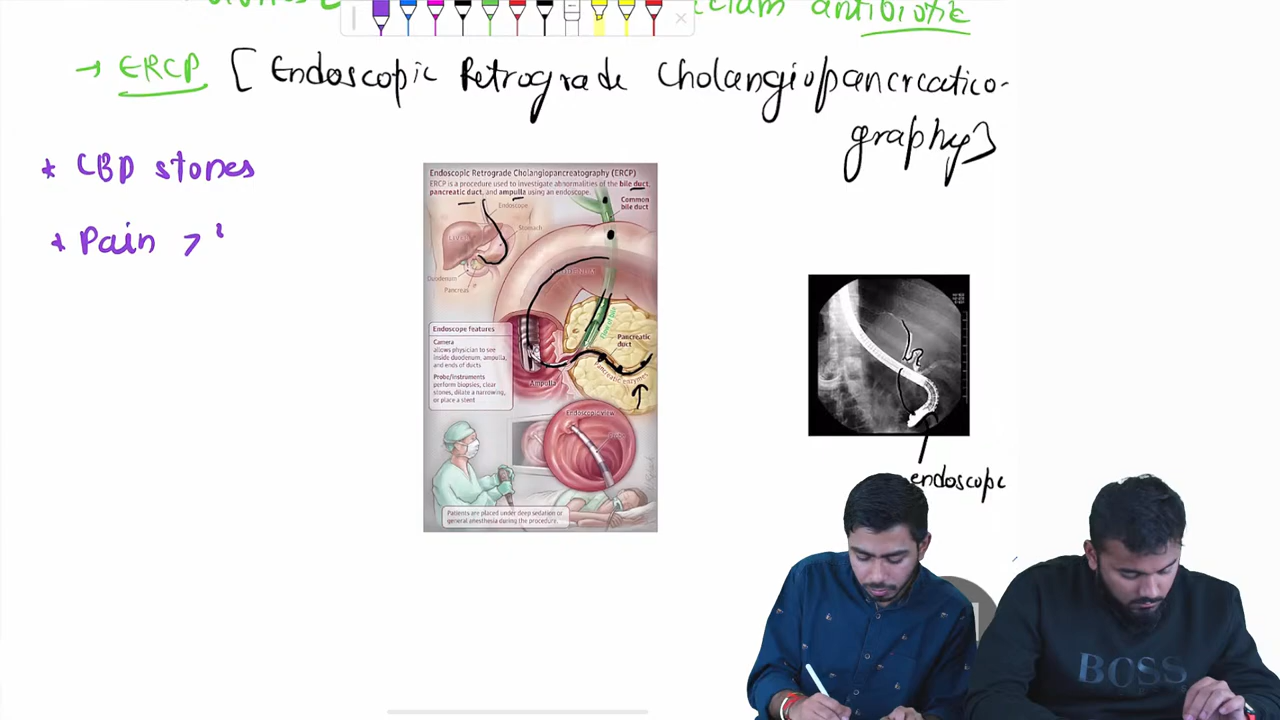 antibiotic
→ ERCP [Endoscopic Retrograde Cholangiopancreatico-
graphy]
* CBD stones
* Pain >
Endoscopic Retrograde Cholangiopancreatography (ERCP)
ERCP is a procedure used to investigate abnormalities of the bile duct,
pancreatic duct, and ampulla using an endoscope.
Endoscope
Common
bile duct
Stomach
Liver
Duodenum
Pancreas
Endoscope features
Camera
allows physician to see
inside duodenum, ampulla,
and ends of ducts
Probe/instruments
perform biopsies, clear
stones, dilate a narrowing,
or place a stent
Pancreatic
duct
Pancreatic enzymes
Ampulla
Endoscopic view
Probe
Patients are placed under deep sedation or
general anesthesia during the procedure.
endoscope
BOSS